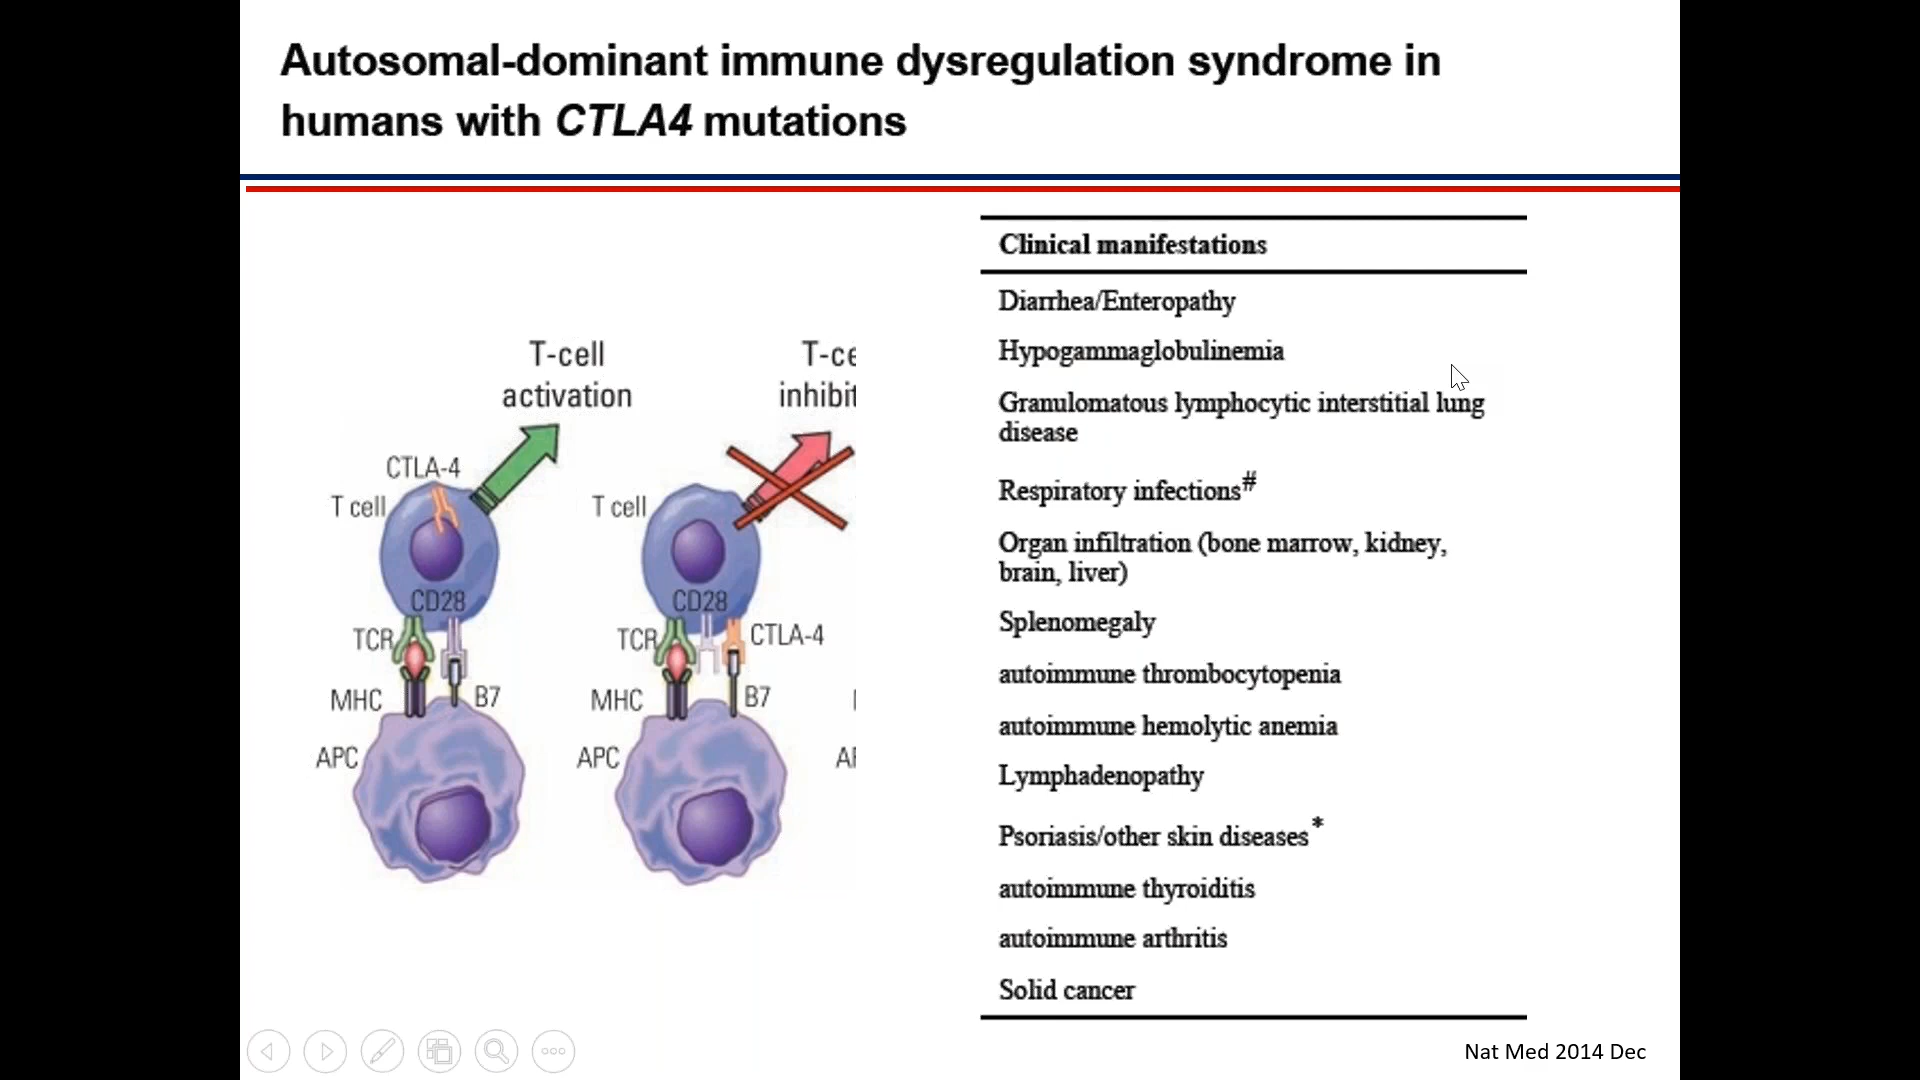 Autosomal-dominant immune dysregulation syndrome in
humans with CTLA4 mutations
T-cell
activation
CTLA-4
T cell
CD28
TCR
MHC
B7
APC
T-ce
inhibit
T cell
CD28
TCR
CTLA-4
MHC
B7
APC
Clinical manifestations
Diarrhea/Enteropathy
Hypogammaglobulinemia
Granulomatous lymphocytic interstitial lung
disease
Respiratory infections#
Organ infiltration (bone marrow, kidney,
brain, liver)
Splenomegaly
autoimmune thrombocytopenia
autoimmune hemolytic anemia
Lymphadenopathy
Psoriasis/other skin diseases*
autoimmune thyroiditis
autoimmune arthritis
Solid cancer
Nat Med 2014 Dec